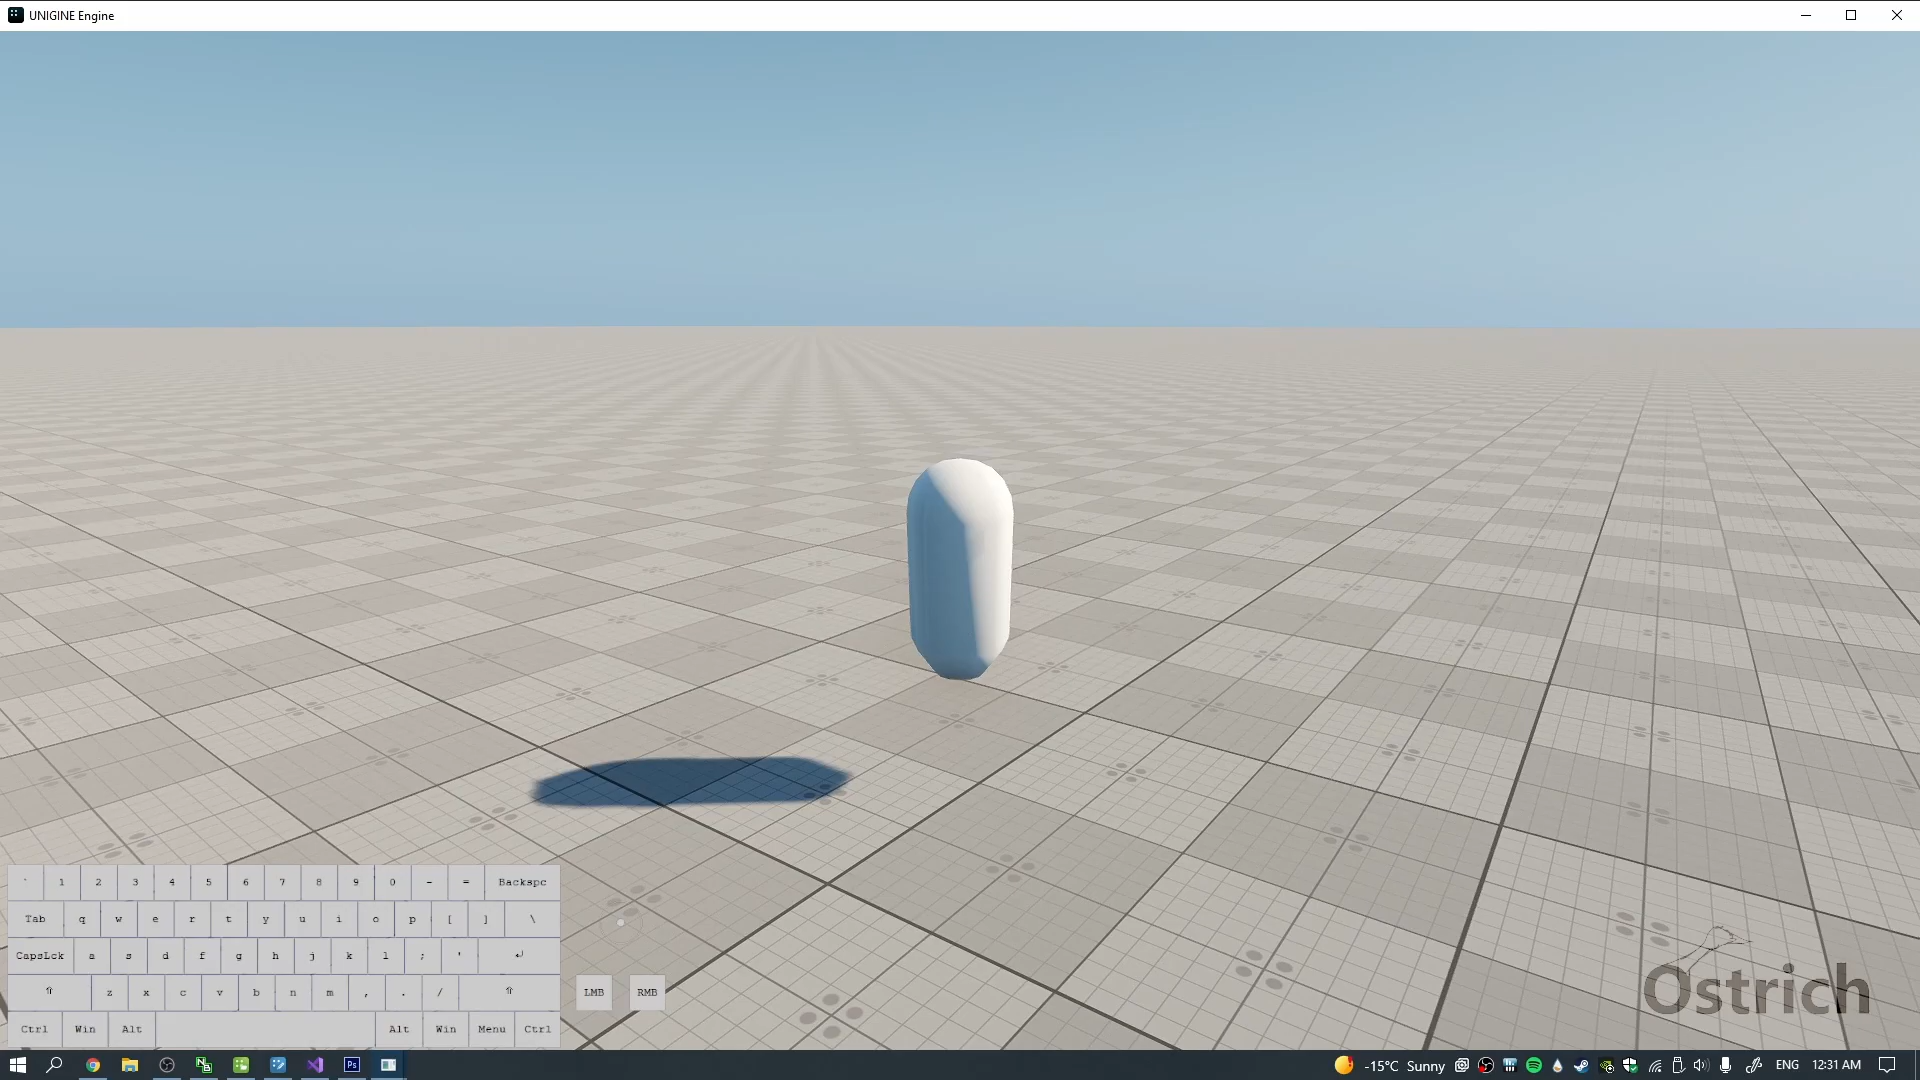 UNIGINE Engine
` 1 2 3 4 5 6 7 8 9 0 - = Backspc
Tab q w e r t y u i o p [ ] \
CapsLck a s d f g h j k l ; '
z x c v b n m , . /
LMB RMB
Ctrl Win Alt Alt Win Menu Ctrl
Ostrich
Ps -15°C Sunny ENG 12:31 AM